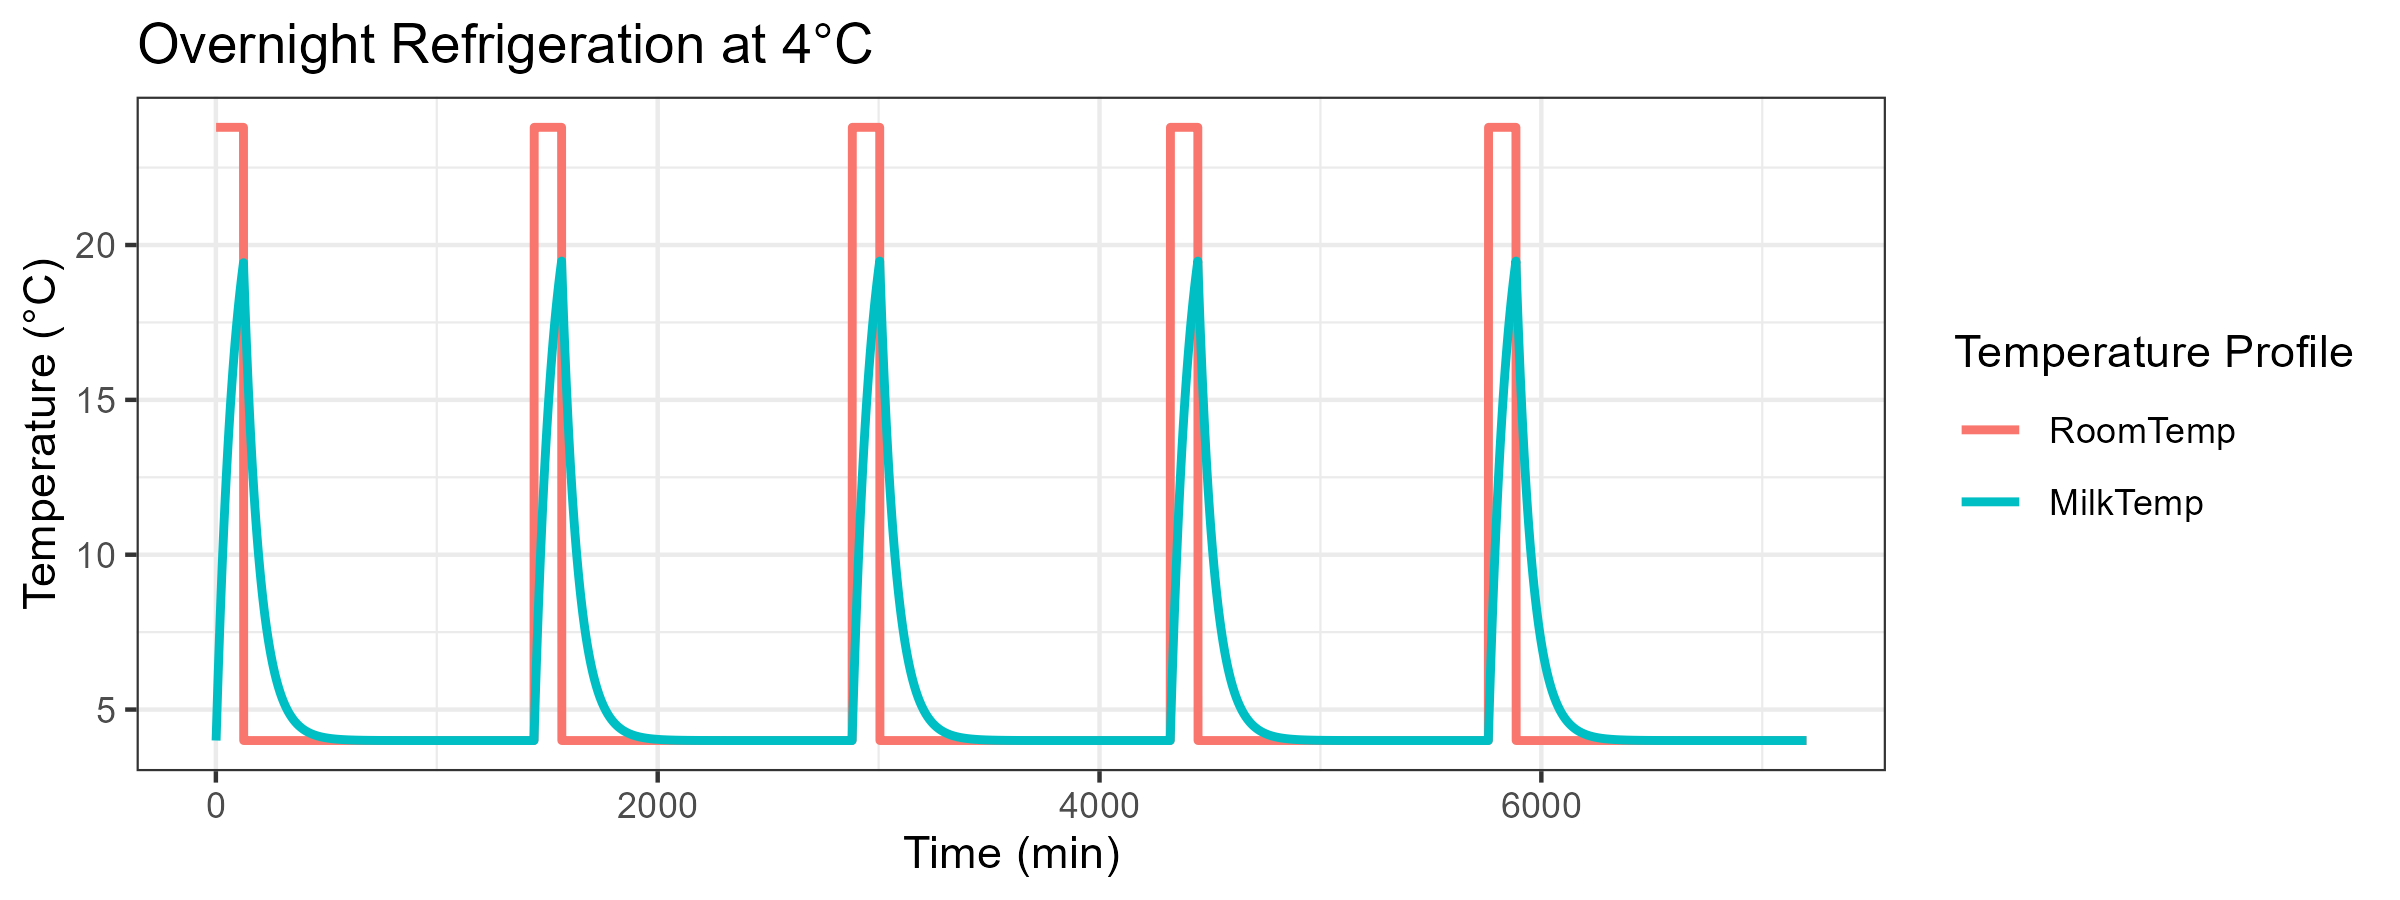 Overnight Refrigeration at 4°C
Temperature (°C)
20
15
10
5
0
2000
4000
6000
Time (min)
Temperature Profile
RoomTemp
MilkTemp